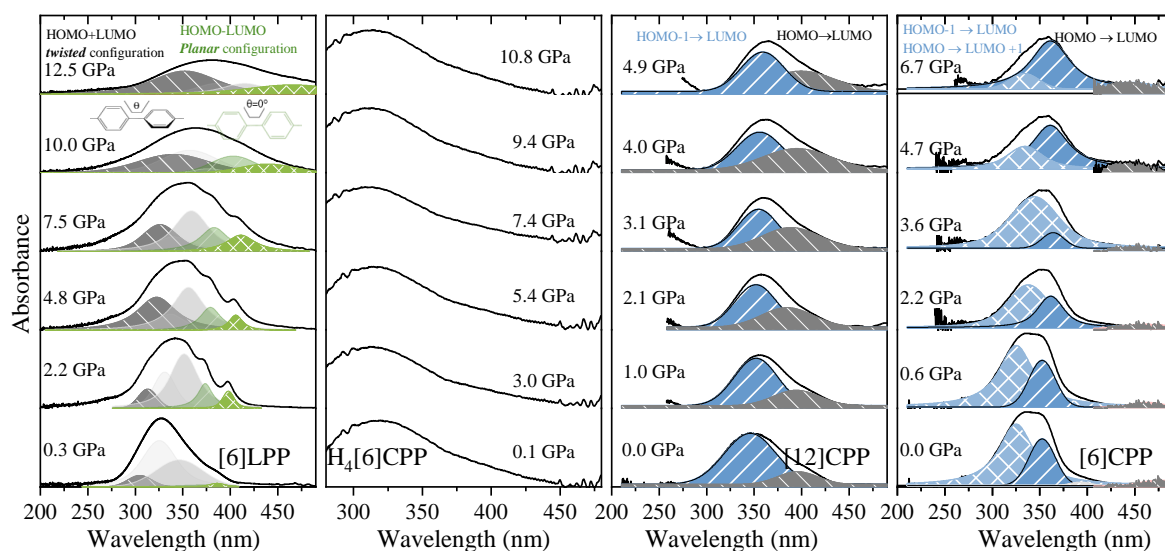 Absorbance
HOMO+LUMO
twisted configuration
HOMO-LUMO
Planar configuration
12.5 GPa
θ
θ=0°
10.0 GPa
7.5 GPa
4.8 GPa
2.2 GPa
0.3 GPa
[6]LPP
200 250 300 350 400 450
Wavelength (nm)
10.8 GPa
9.4 GPa
7.4 GPa
5.4 GPa
3.0 GPa
0.1 GPa
H4[6]CPP
300 350 400 450
Wavelength (nm)
HOMO-1→ LUMO
HOMO→LUMO
4.9 GPa
4.0 GPa
3.1 GPa
2.1 GPa
1.0 GPa
0.0 GPa
[12]CPP
200 250 300 350 400 450
Wavelength (nm)
HOMO-1→ LUMO
HOMO → LUMO +1
HOMO → LUMO
6.7 GPa
4.7 GPa
3.6 GPa
2.2 GPa
0.6 GPa
0.0 GPa
[6]CPP
200 250 300 350 400 450
Wavelength (nm)